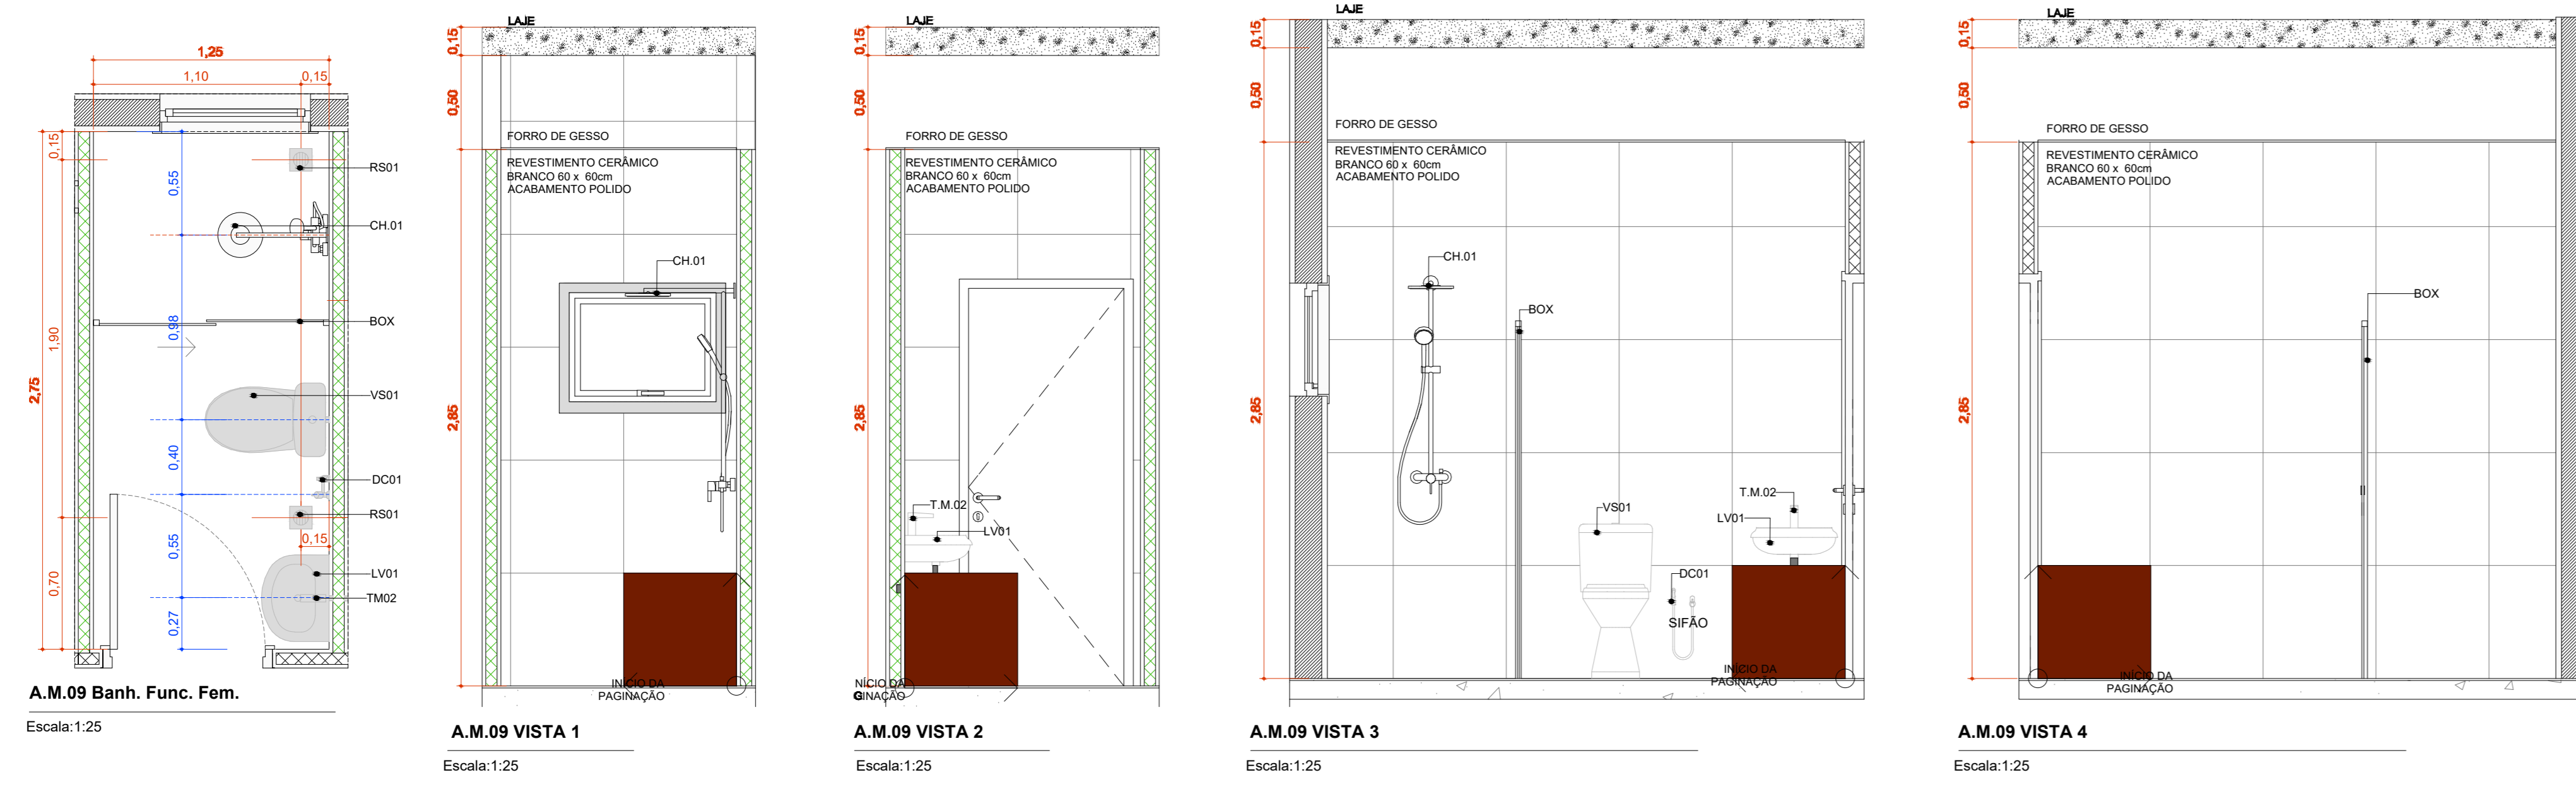 1,25
1,10
0,15
0,15
0,55
RS01
CH.01
2,75
1,90
0,98
BOX
VS01
0,40
DC01
RS01
0,15
0,55
0,70
LV01
TM02
0,27
A.M.09 Banh. Func. Fem.
Escala:1:25
LAJE
0,15
0,50
FORRO DE GESSO
REVESTIMENTO CERÂMICO
BRANCO 60 x 60cm
ACABAMENTO POLIDO
CH.01
2,85
INÍCIO DA
PAGINAÇÃO
A.M.09 VISTA 1
Escala:1:25
LAJE
0,15
0,50
FORRO DE GESSO
REVESTIMENTO CERÂMICO
BRANCO 60 x 60cm
ACABAMENTO POLIDO
2,85
T.M.02
LV01
NÍCIO DA
GINAÇÃO
A.M.09 VISTA 2
Escala:1:25
LAJE
0,15
0,50
FORRO DE GESSO
REVESTIMENTO CERÂMICO
BRANCO 60 x 60cm
ACABAMENTO POLIDO
CH.01
BOX
2,85
T.M.02
VS01
LV01
DC01
SIFÃO
INÍCIO DA
PAGINAÇÃO
A.M.09 VISTA 3
Escala:1:25
LAJE
0,15
0,50
FORRO DE GESSO
REVESTIMENTO CERÂMICO
BRANCO 60 x 60cm
ACABAMENTO POLIDO
BOX
2,85
INÍCIO DA
PAGINAÇÃO
A.M.09 VISTA 4
Escala:1:25